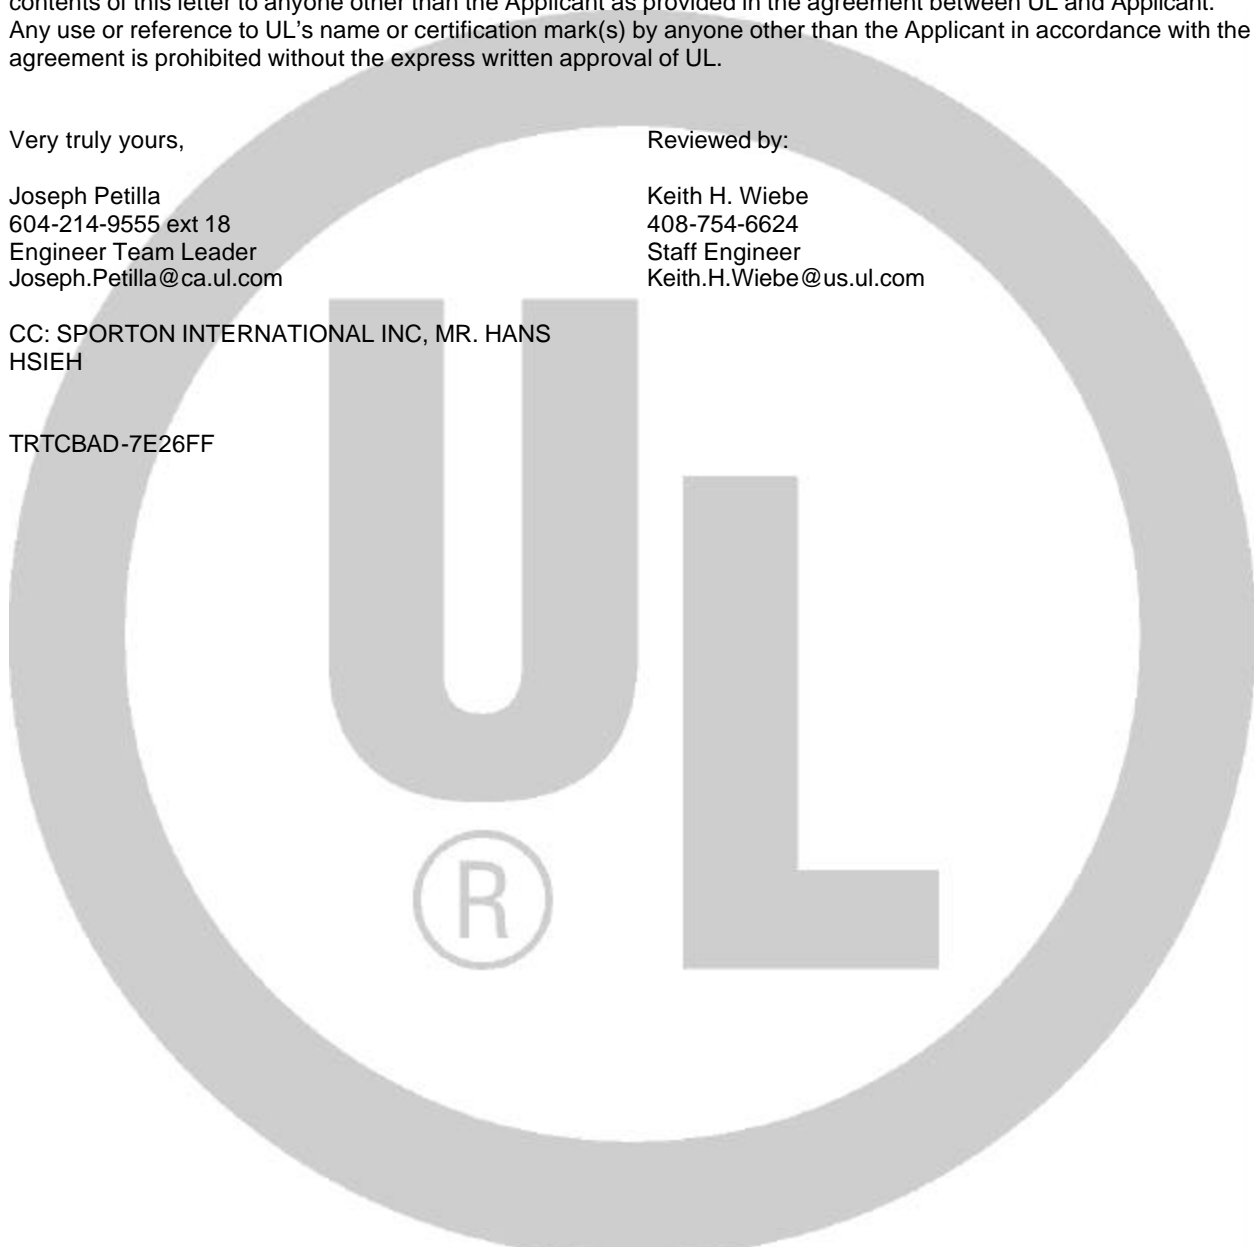 contents of this letter to anyone other than the Applicant as provided in the agreement between UL and Applicant.
Any use or reference to UL's name or certification mark(s) by anyone other than the Applicant in accordance with the
agreement is prohibited without the express written approval of UL.
Very truly yours,
Reviewed by:
Joseph Petilla
604-214-9555 ext 18
Engineer Team Leader
Joseph.Petilla@ca.ul.com
Keith H. Wiebe
408-754-6624
Staff Engineer
Keith.H.Wiebe@us.ul.com
CC: SPORTON INTERNATIONAL INC, MR. HANS
HSIEH
TRTCBAD-7E26FF
UL
®